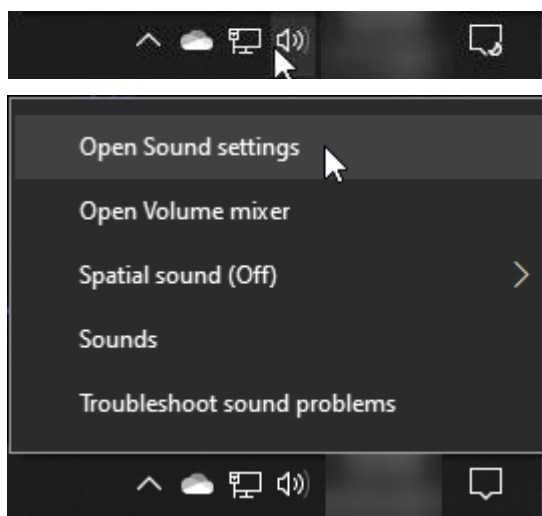 Open Sound settings
Open Volume mixer
Spatial sound (Off)
Sounds
Troubleshoot sound problems